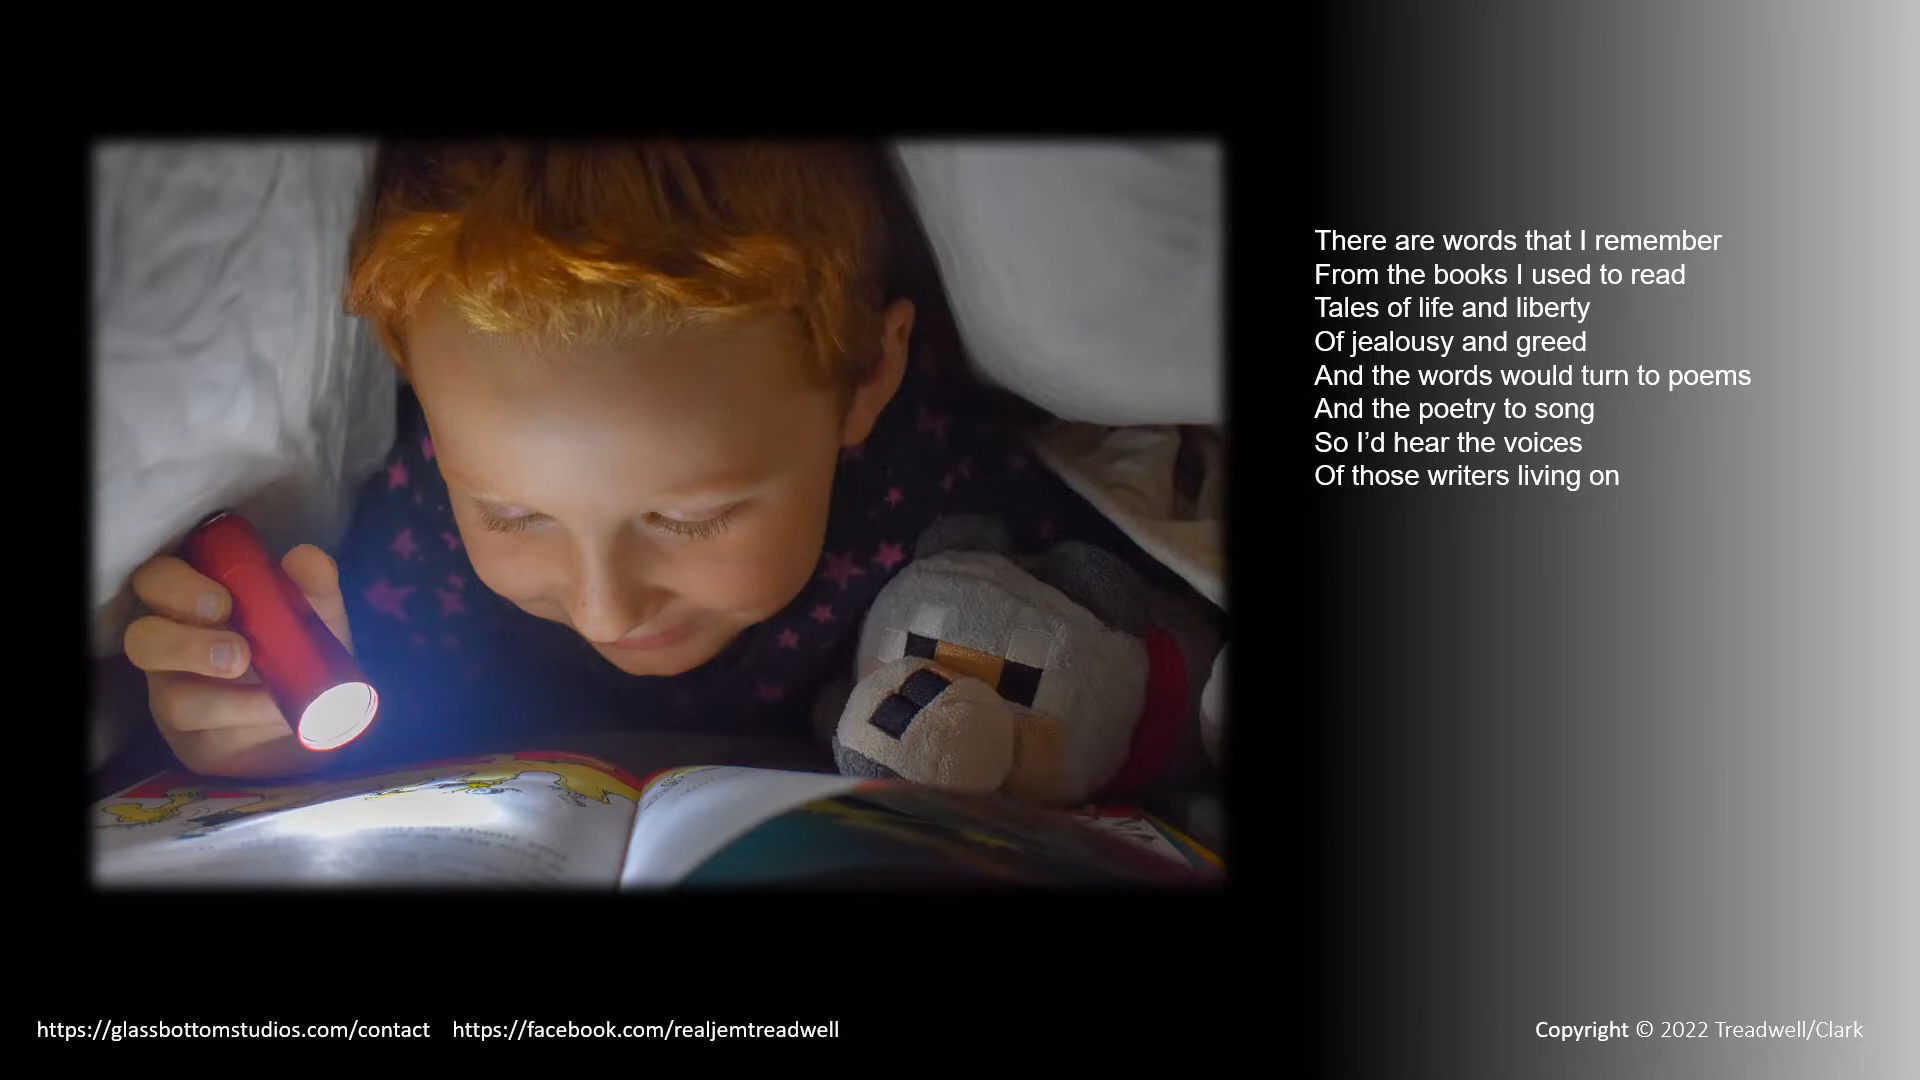 There are words that I remember
From the books I used to read
Tales of life and liberty
Of jealousy and greed
And the words would turn to poems
And the poetry to song
So I’d hear the voices
Of those writers living on
https://glassbottomstudios.com/contact https://facebook.com/realjemtreadwell
Copyright © 2022 Treadwell/Clark